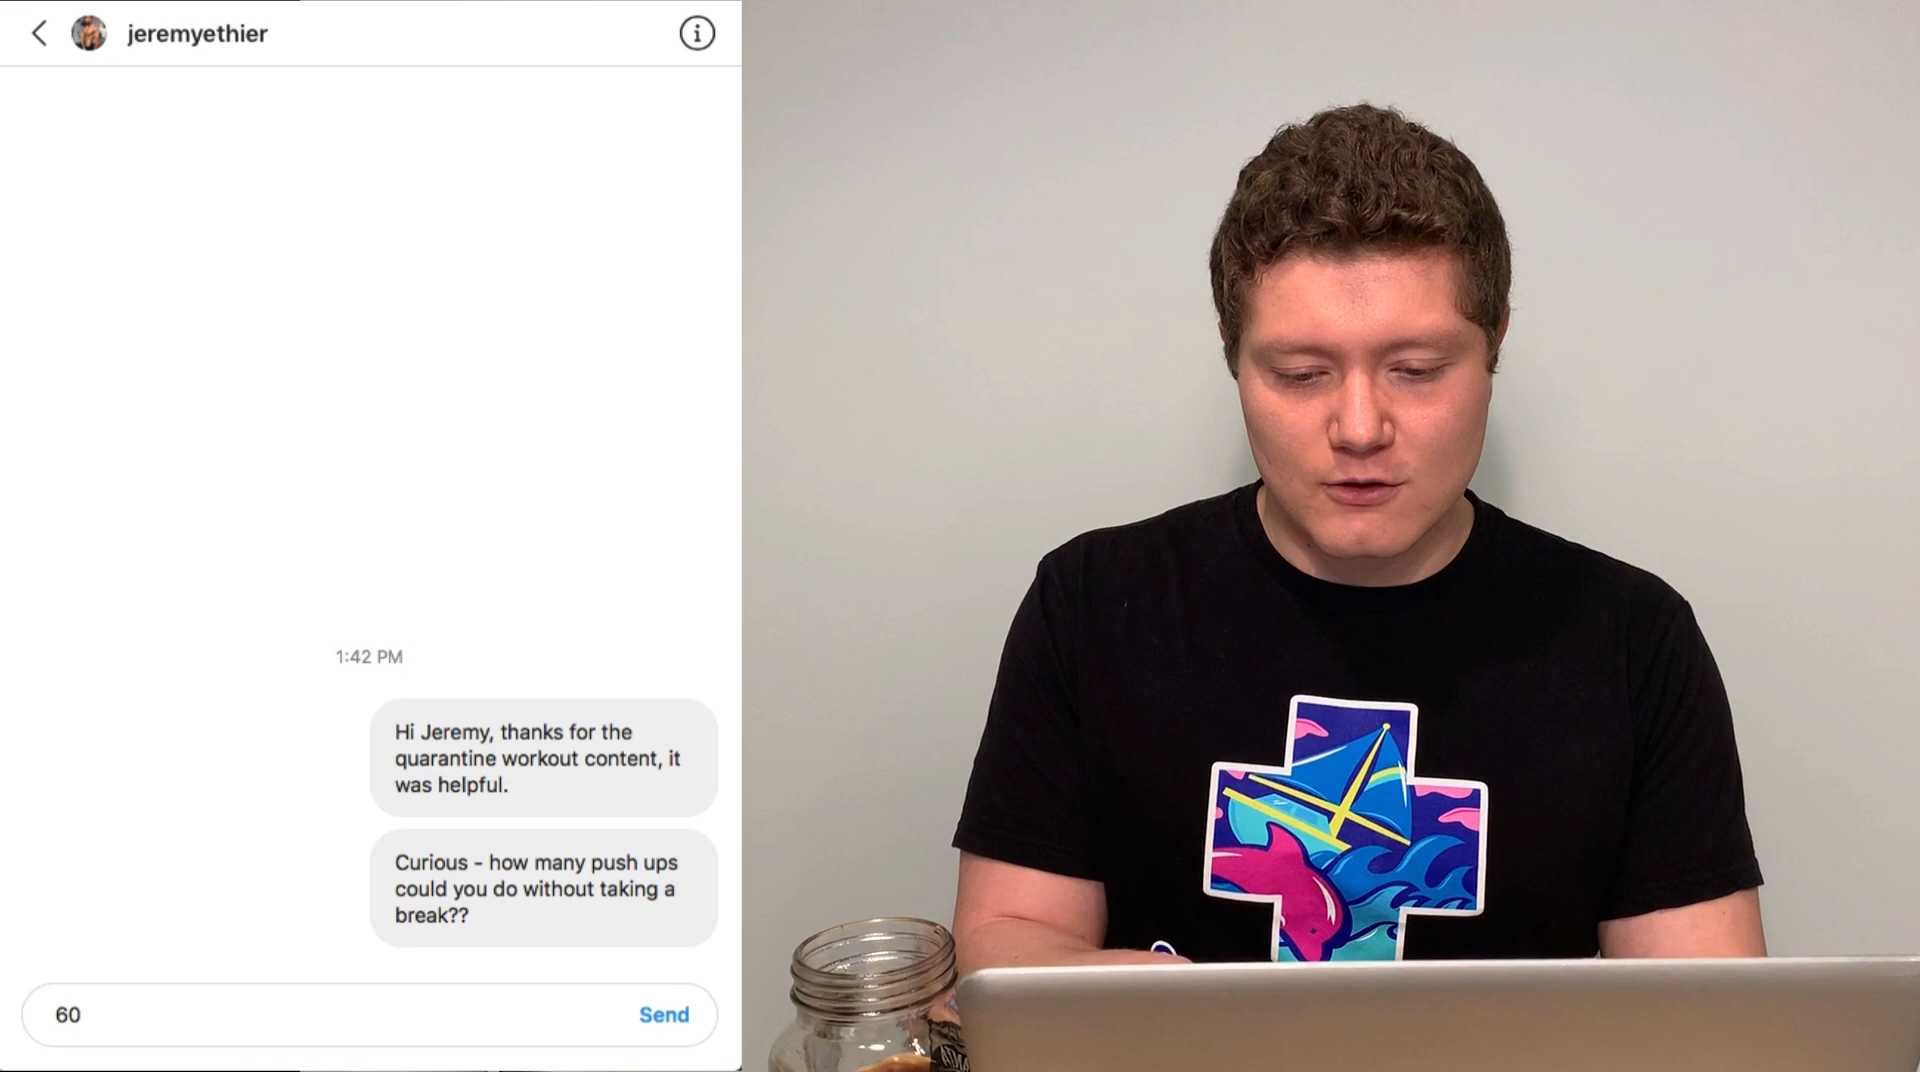 jeremyethier
1:42 PM
Hi Jeremy, thanks for the
quarantine workout content, it
was helpful.
Curious - how many push ups
could you do without taking a
break??
60
Send